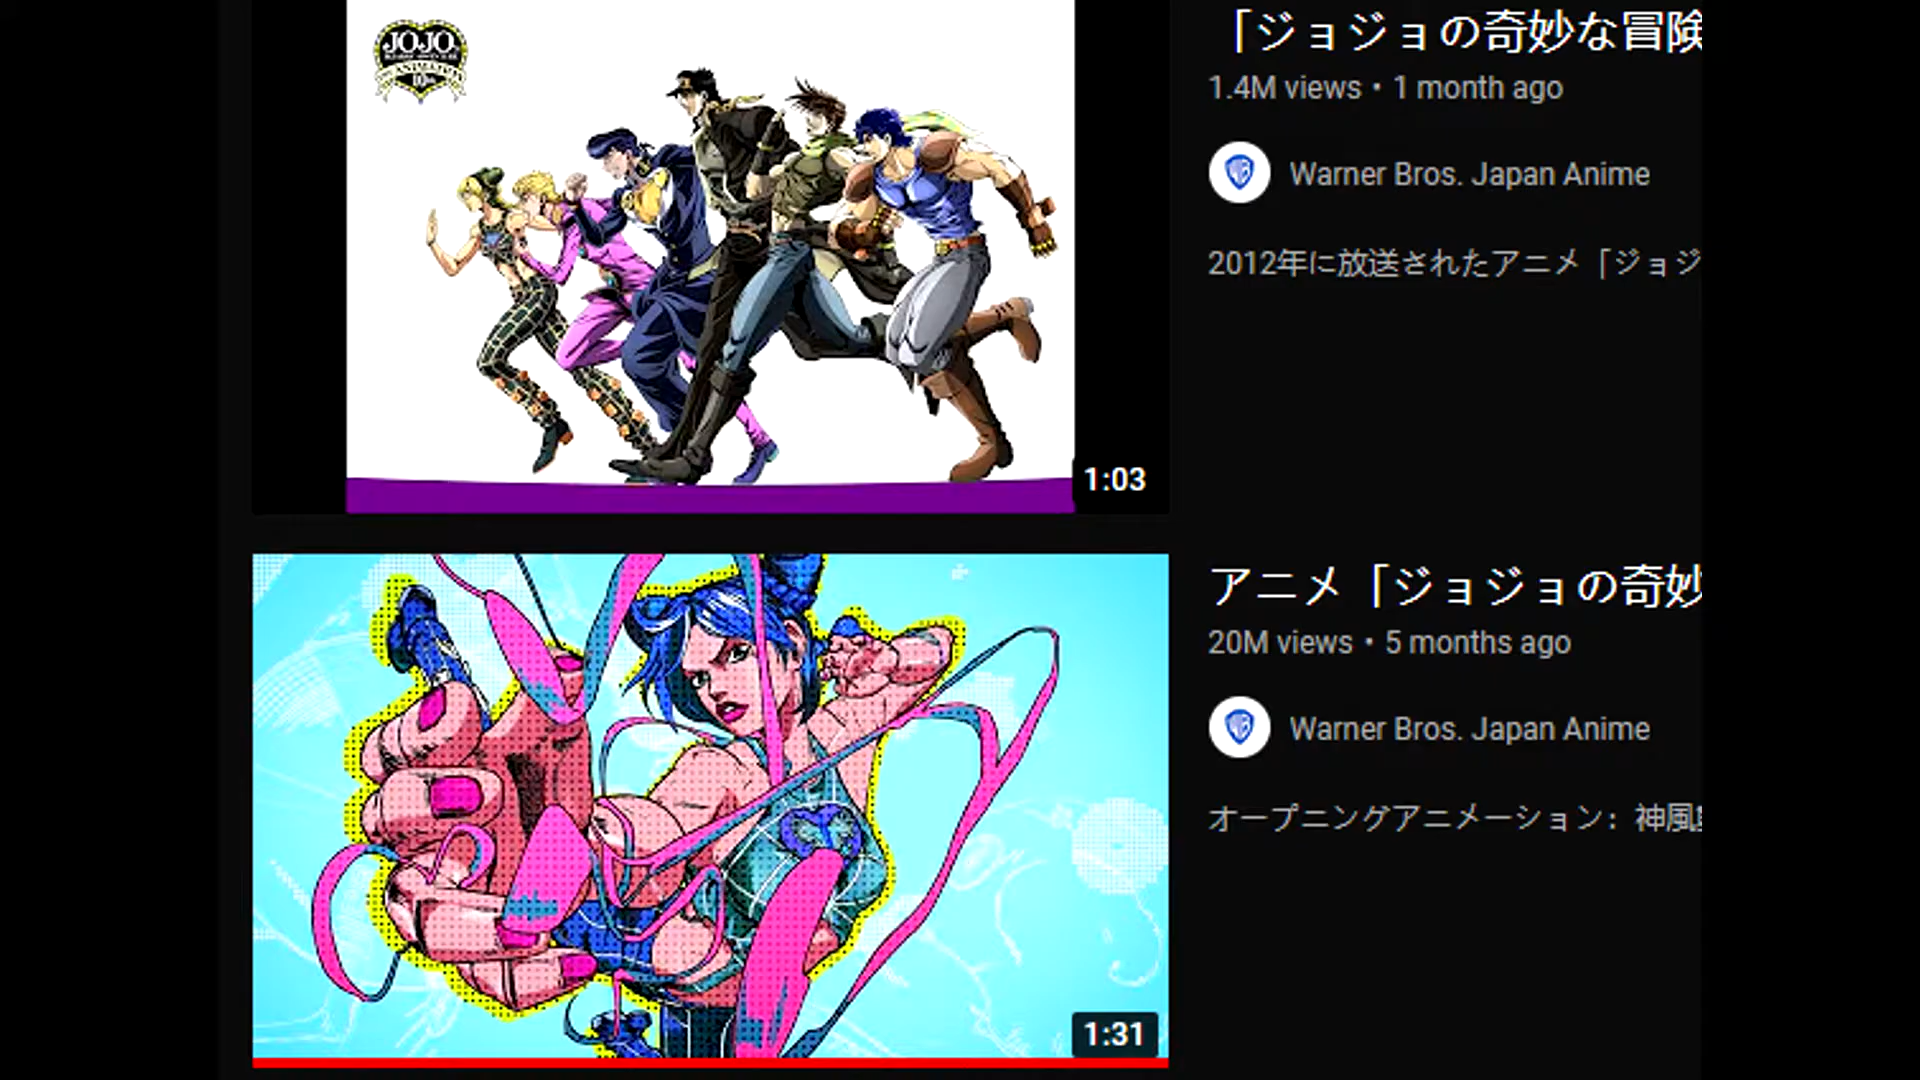 JOJO
「ジョジョの奇妙な冒険
1.4M views • 1 month ago
Warner Bros. Japan Anime
2012年に放送されたアニメ「ジョジ
1:03
アニメ「ジョジョの奇妙
20M views • 5 months ago
Warner Bros. Japan Anime
オープニングアニメーション: 神風
1:31